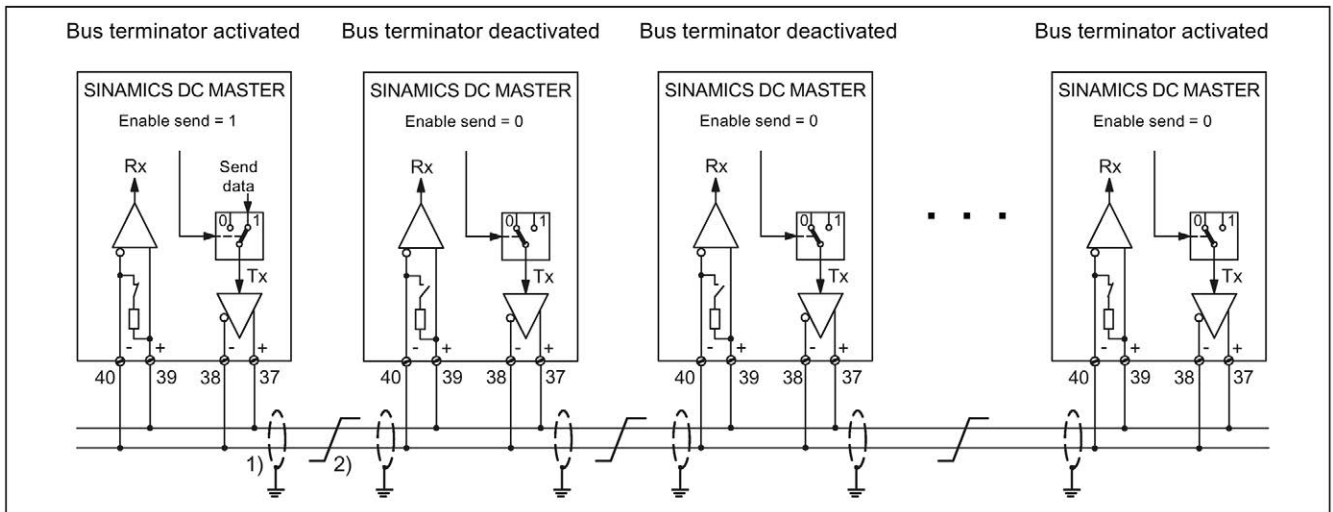 Bus terminator activated
Bus terminator deactivated
Bus terminator deactivated
Bus terminator activated
SINAMICS DC MASTER
SINAMICS DC MASTER
SINAMICS DC MASTER
SINAMICS DC MASTER
Enable send = 1
Enable send = 0
Enable send = 0
Enable send = 0
Rx
Send
data
0 1
Tx
- +
- +
Rx
0 1
Tx
- +
- +
Rx
0 1
Tx
- +
- +
. . .
Rx
0 1
Tx
- +
- +
40 39 38 37
40 39 38 37
40 39 38 37
40 39 38 37
1)
2)